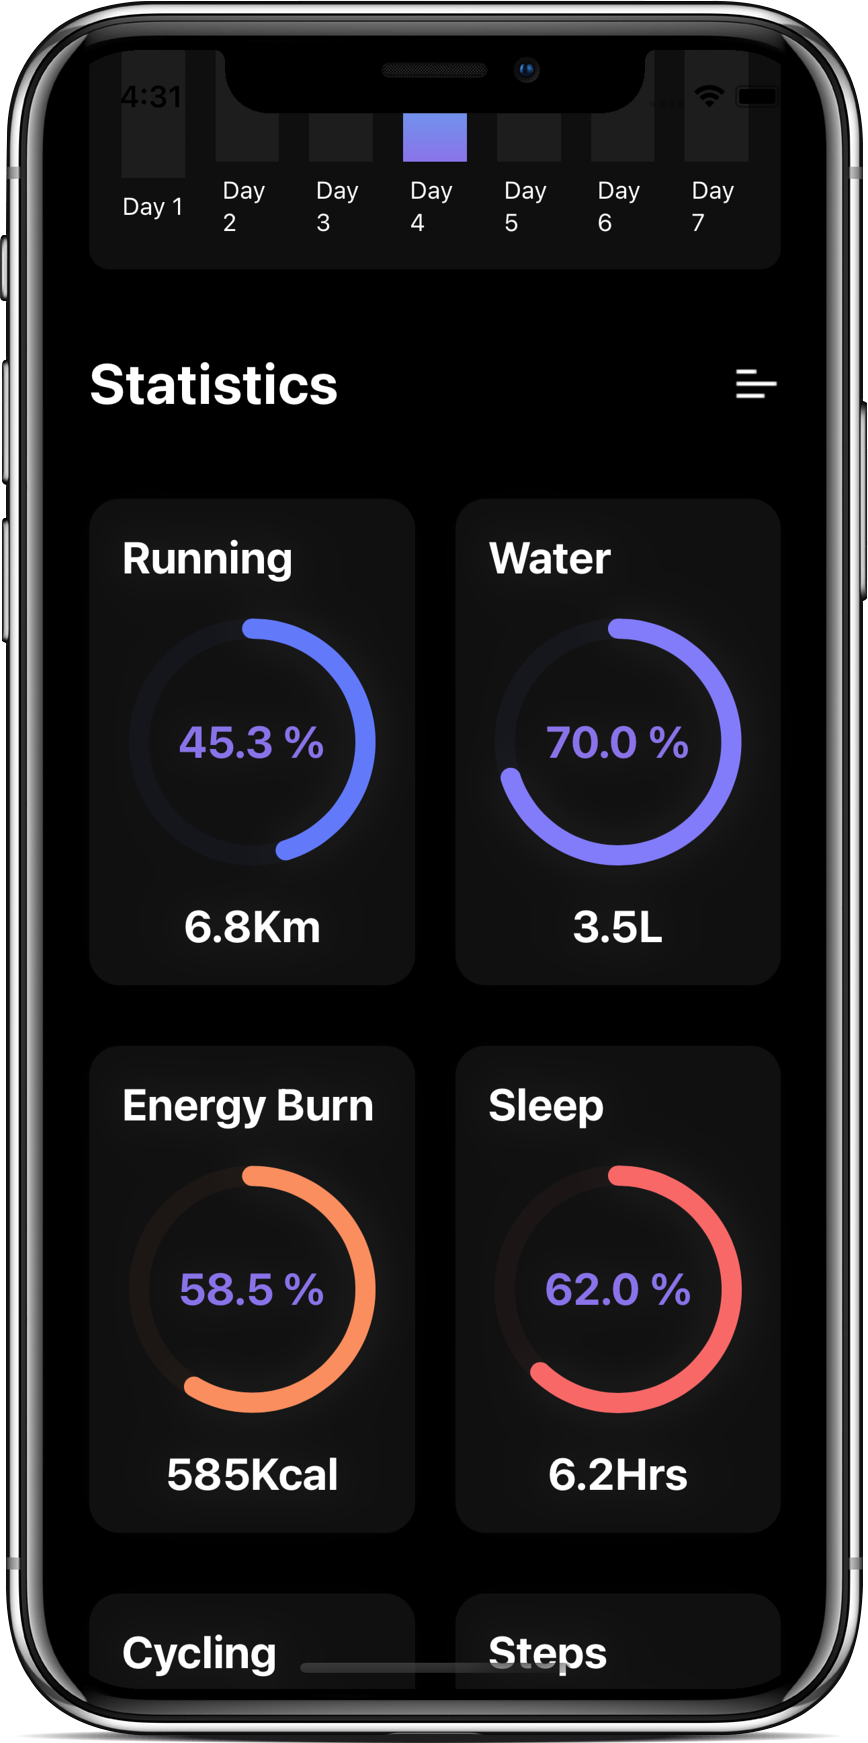 4:31
Day 1
Day
2
Day
3
Day
4
Day
5
Day
6
Day
7
Statistics
Running
45.3 %
6.8Km
Water
70.0 %
3.5L
Energy Burn
58.5 %
585Kcal
Sleep
62.0 %
6.2Hrs
Cycling
Steps